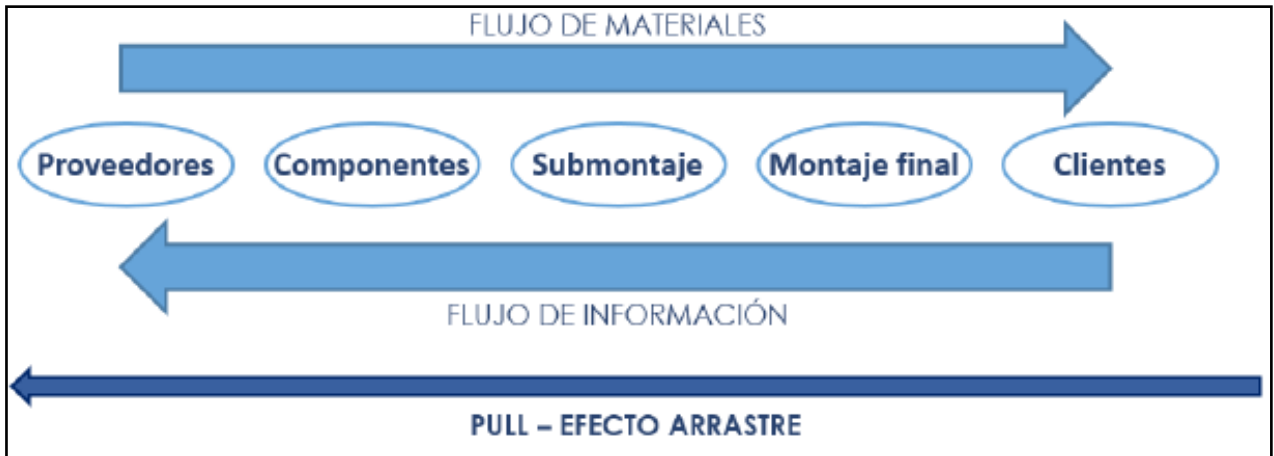 FLUJO DE MATERIALES
Proveedores Componentes Submontaje Montaje final Clientes
FLUJO DE INFORMACIÓN
PULL – EFECTO ARRASTRE